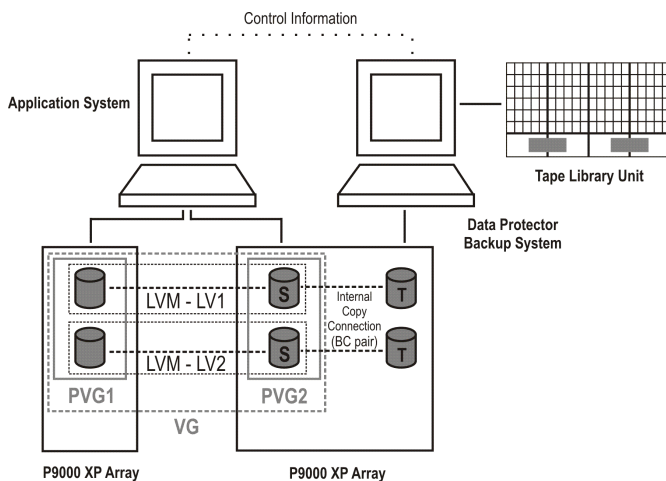 Control Information
Application System
Tape Library Unit
Data Protector
Backup System
LVM - LV1
S
Internal
Copy
Connection
(BC pair)
T
LVM - LV2
S
T
PVG1
PVG2
VG
P9000 XP Array
P9000 XP Array